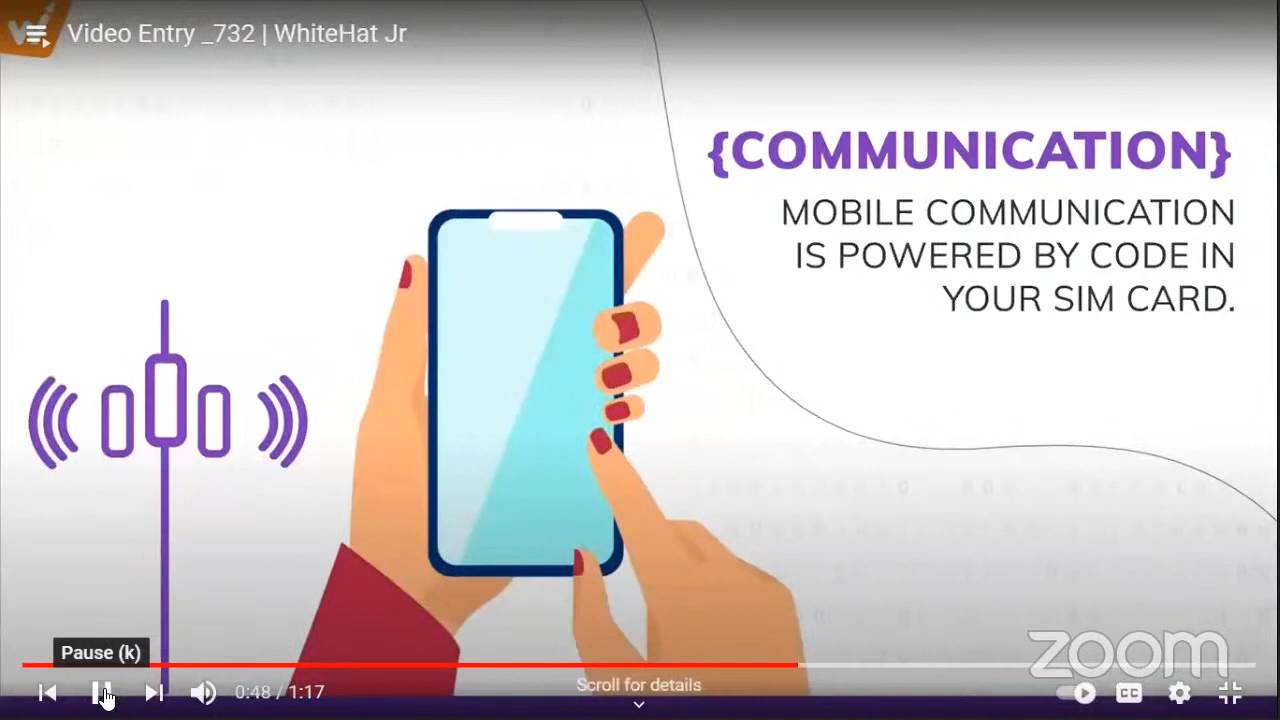 Video Entry _732 | WhiteHat Jr
{COMMUNICATION}
MOBILE COMMUNICATION
IS POWERED BY CODE IN
YOUR SIM CARD.
Pause (k)
zoom
0:48 / 1:17
Scroll for details
CC